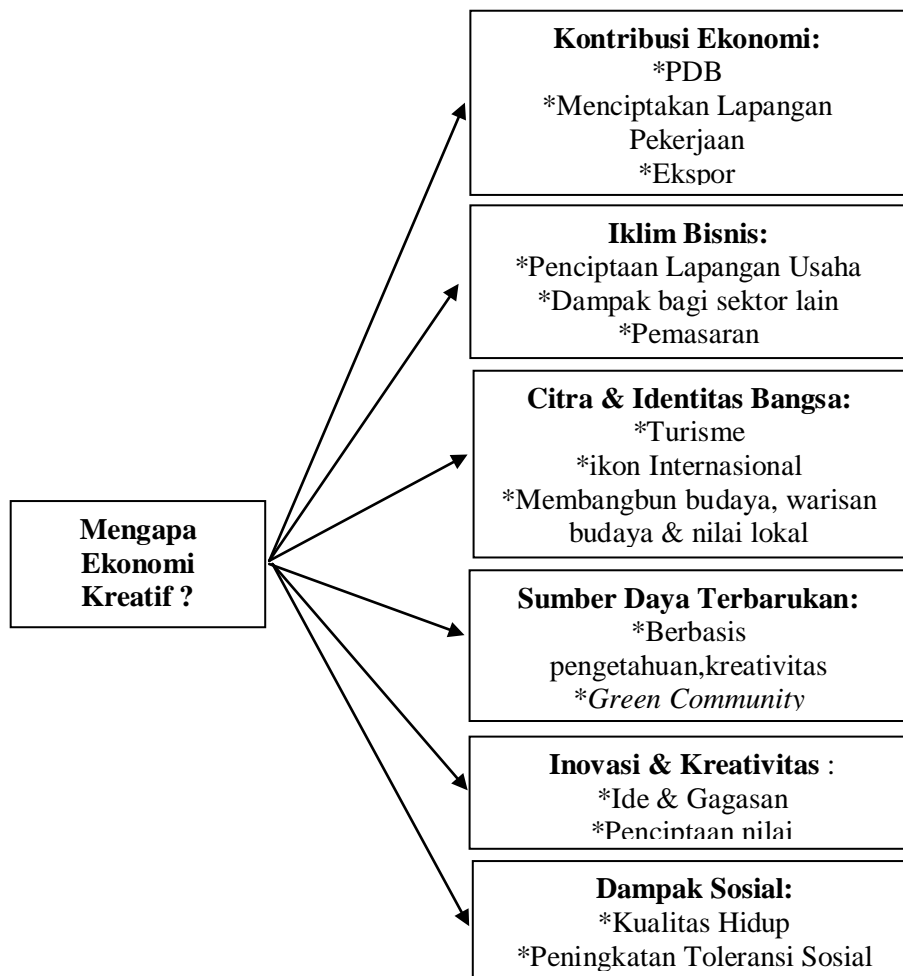 Kontribusi Ekonomi:
*PDB
*Menciptakan Lapangan
Pekerjaan
*Ekspor
Iklim Bisnis:
*Penciptaan Lapangan Usaha
*Dampak bagi sektor lain
*Pemasaran
Citra & Identitas Bangsa:
*Turisme
*ikon Internasional
*Membangbun budaya, warisan
budaya & nilai lokal
Mengapa
Ekonomi
Kreatif ?
Sumber Daya Terbarukan:
*Berbasis
pengetahuan,kreativitas
*Green Community
Inovasi & Kreativitas :
*Ide & Gagasan
*Penciptaan nilai
Dampak Sosial:
*Kualitas Hidup
*Peningkatan Toleransi Sosial